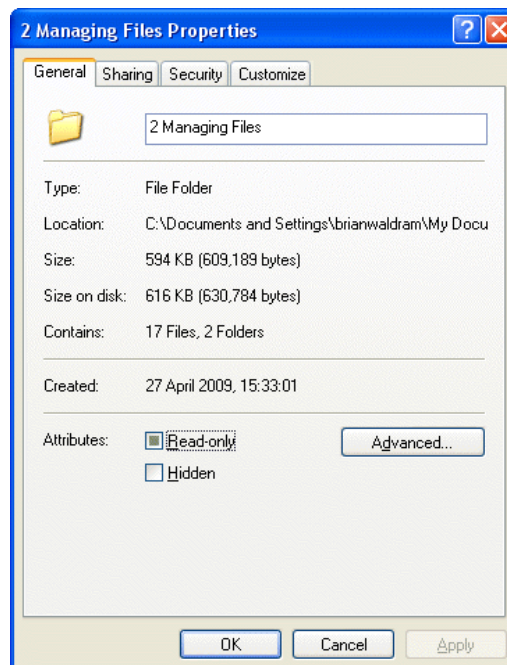 2 Managing Files Properties
General Sharing Security Customize
2 Managing Files
Type: File Folder
Location: C:\Documents and Settings\brianwaldram\My Docu
Size: 594 KB (609,189 bytes)
Size on disk: 616 KB (630,784 bytes)
Contains: 17 Files, 2 Folders
Created: 27 April 2009, 15:33:01
Attributes: Read-only Advanced...
Hidden
OK Cancel Apply